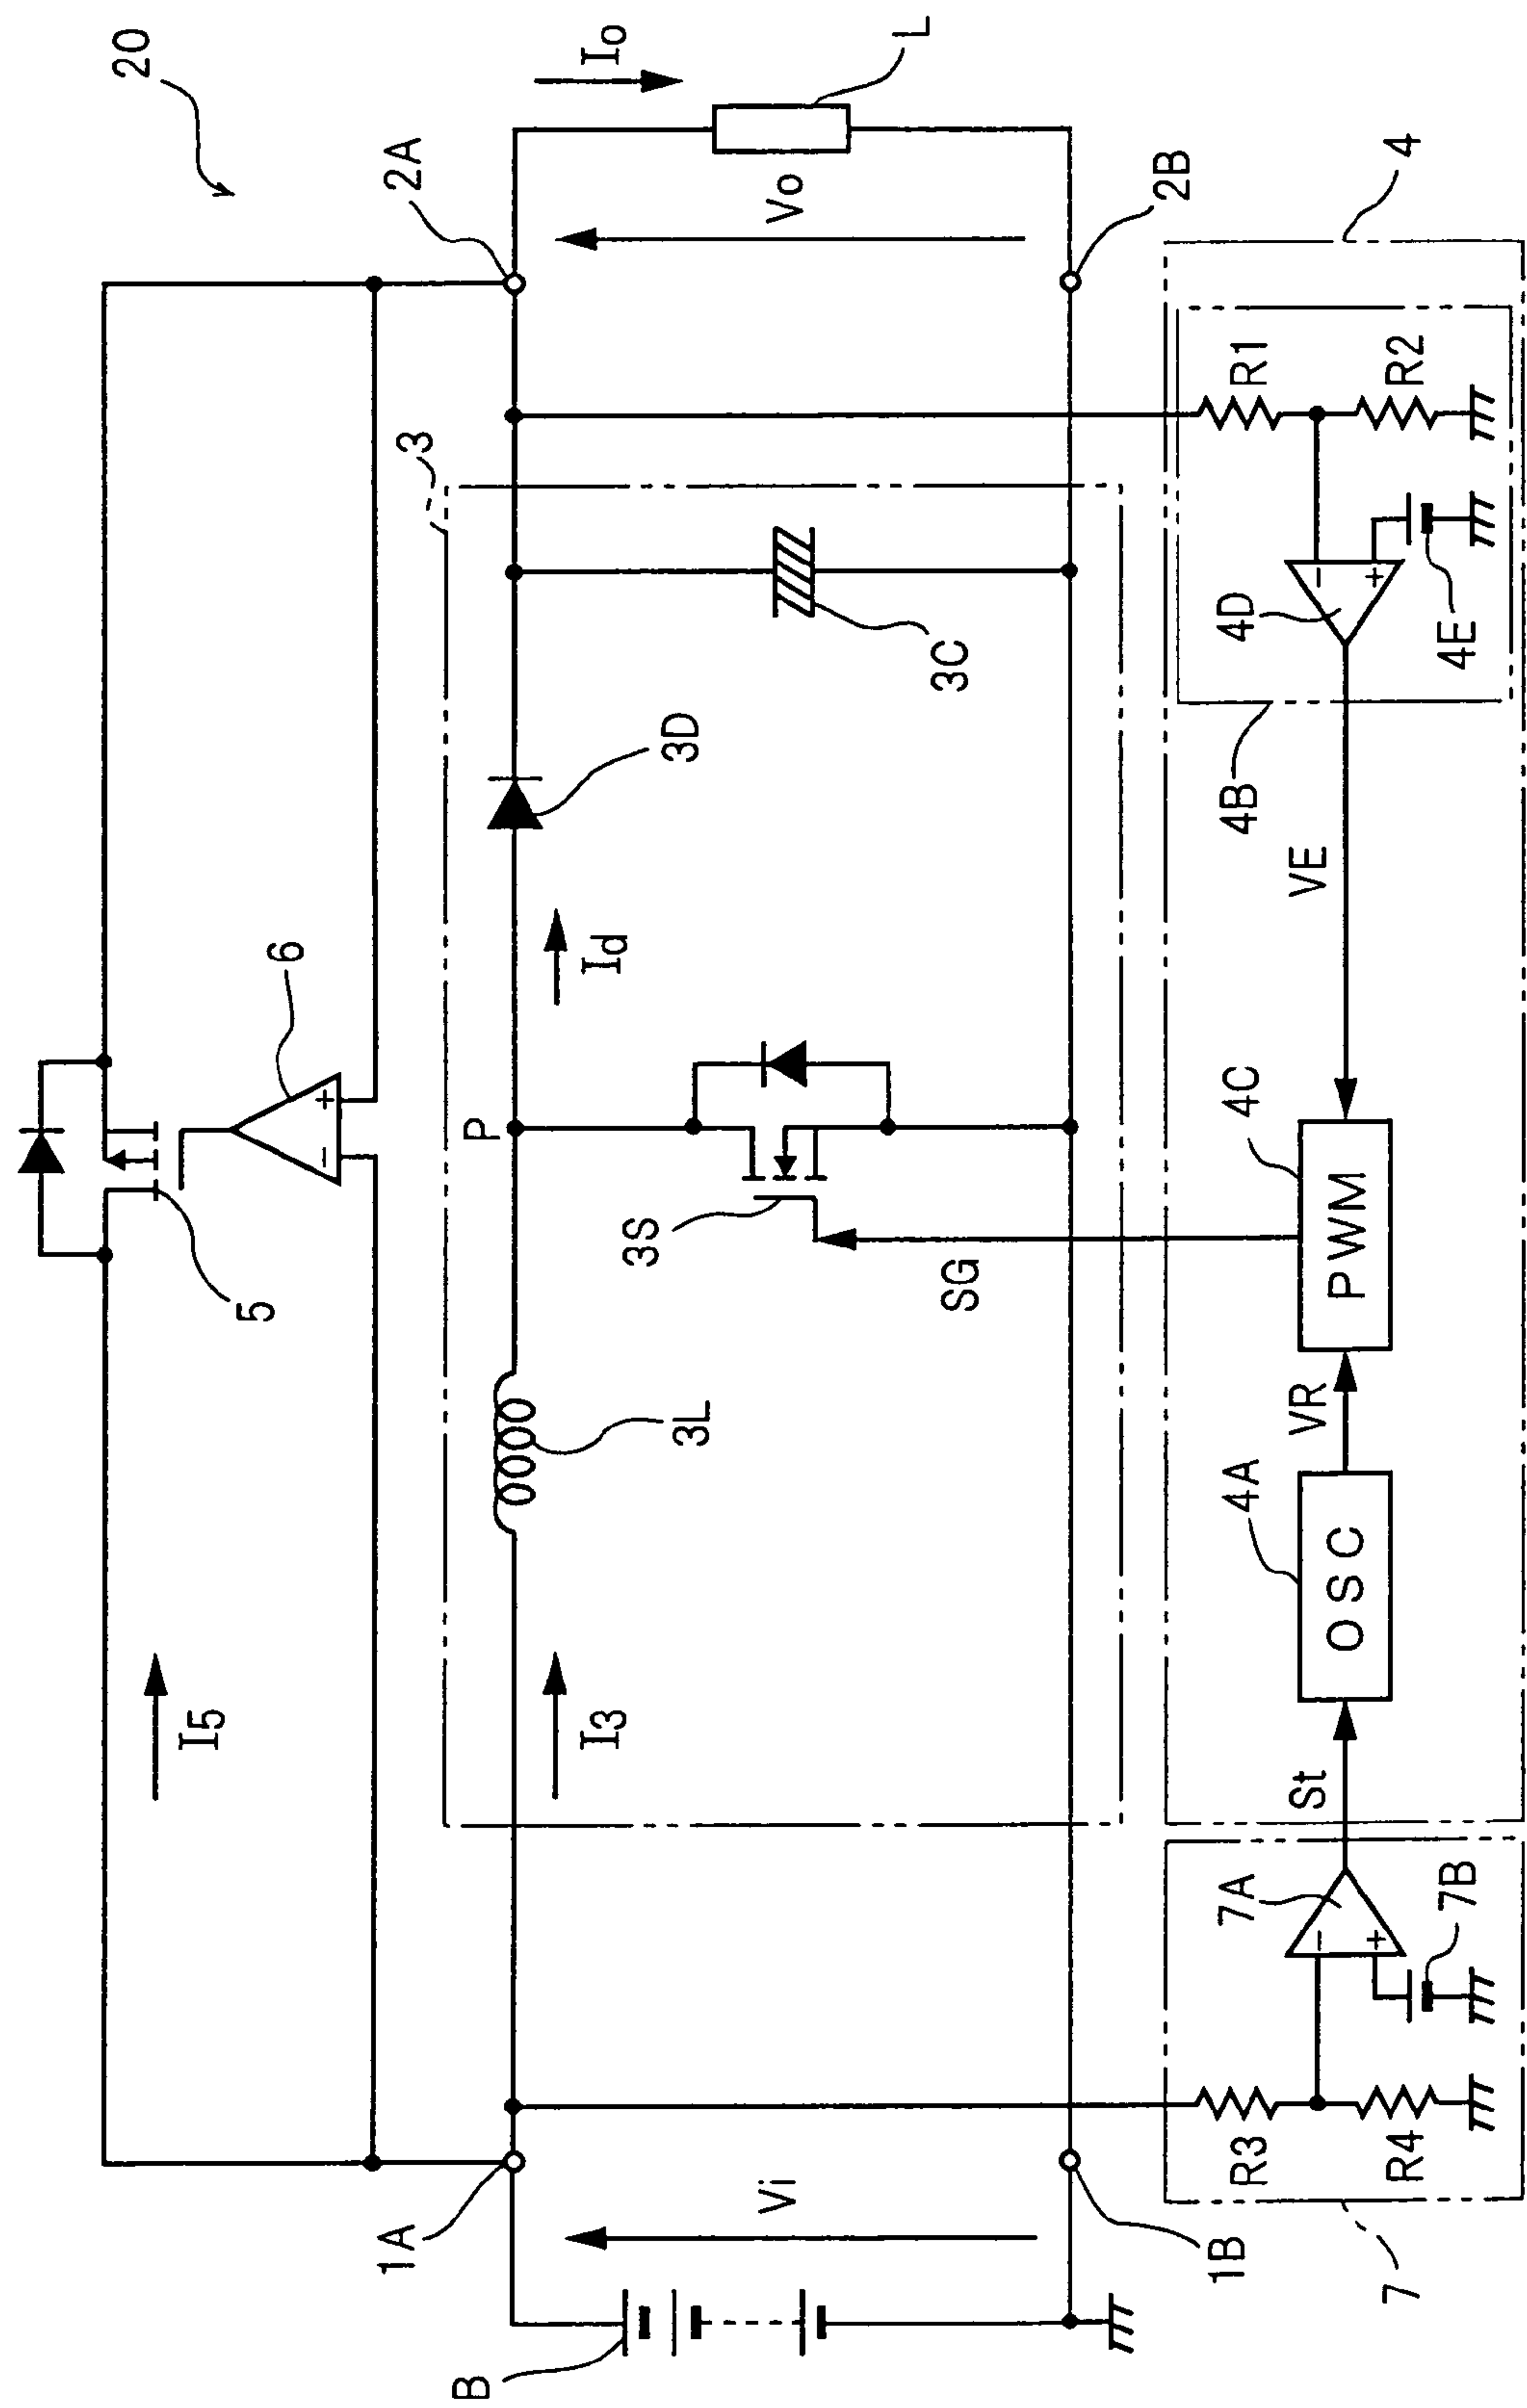 20
5
6
I5
2A
Io
L
Vo
2B
3
P
Id
3D
3C
3L
3S
SG
I3
1A
Vi
B
1B
4
R1
R2
4D
4E
4B
VE
4C
PWM
VR
4A
OSC
St
7A
7B
R3
R4
7
- +
- +
- +